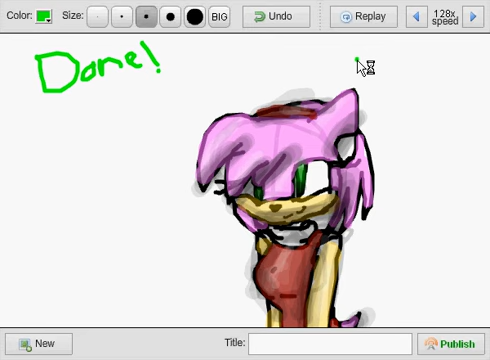 Color: Size: BIG Undo Replay 128x speed
Done!
New Title: Publish